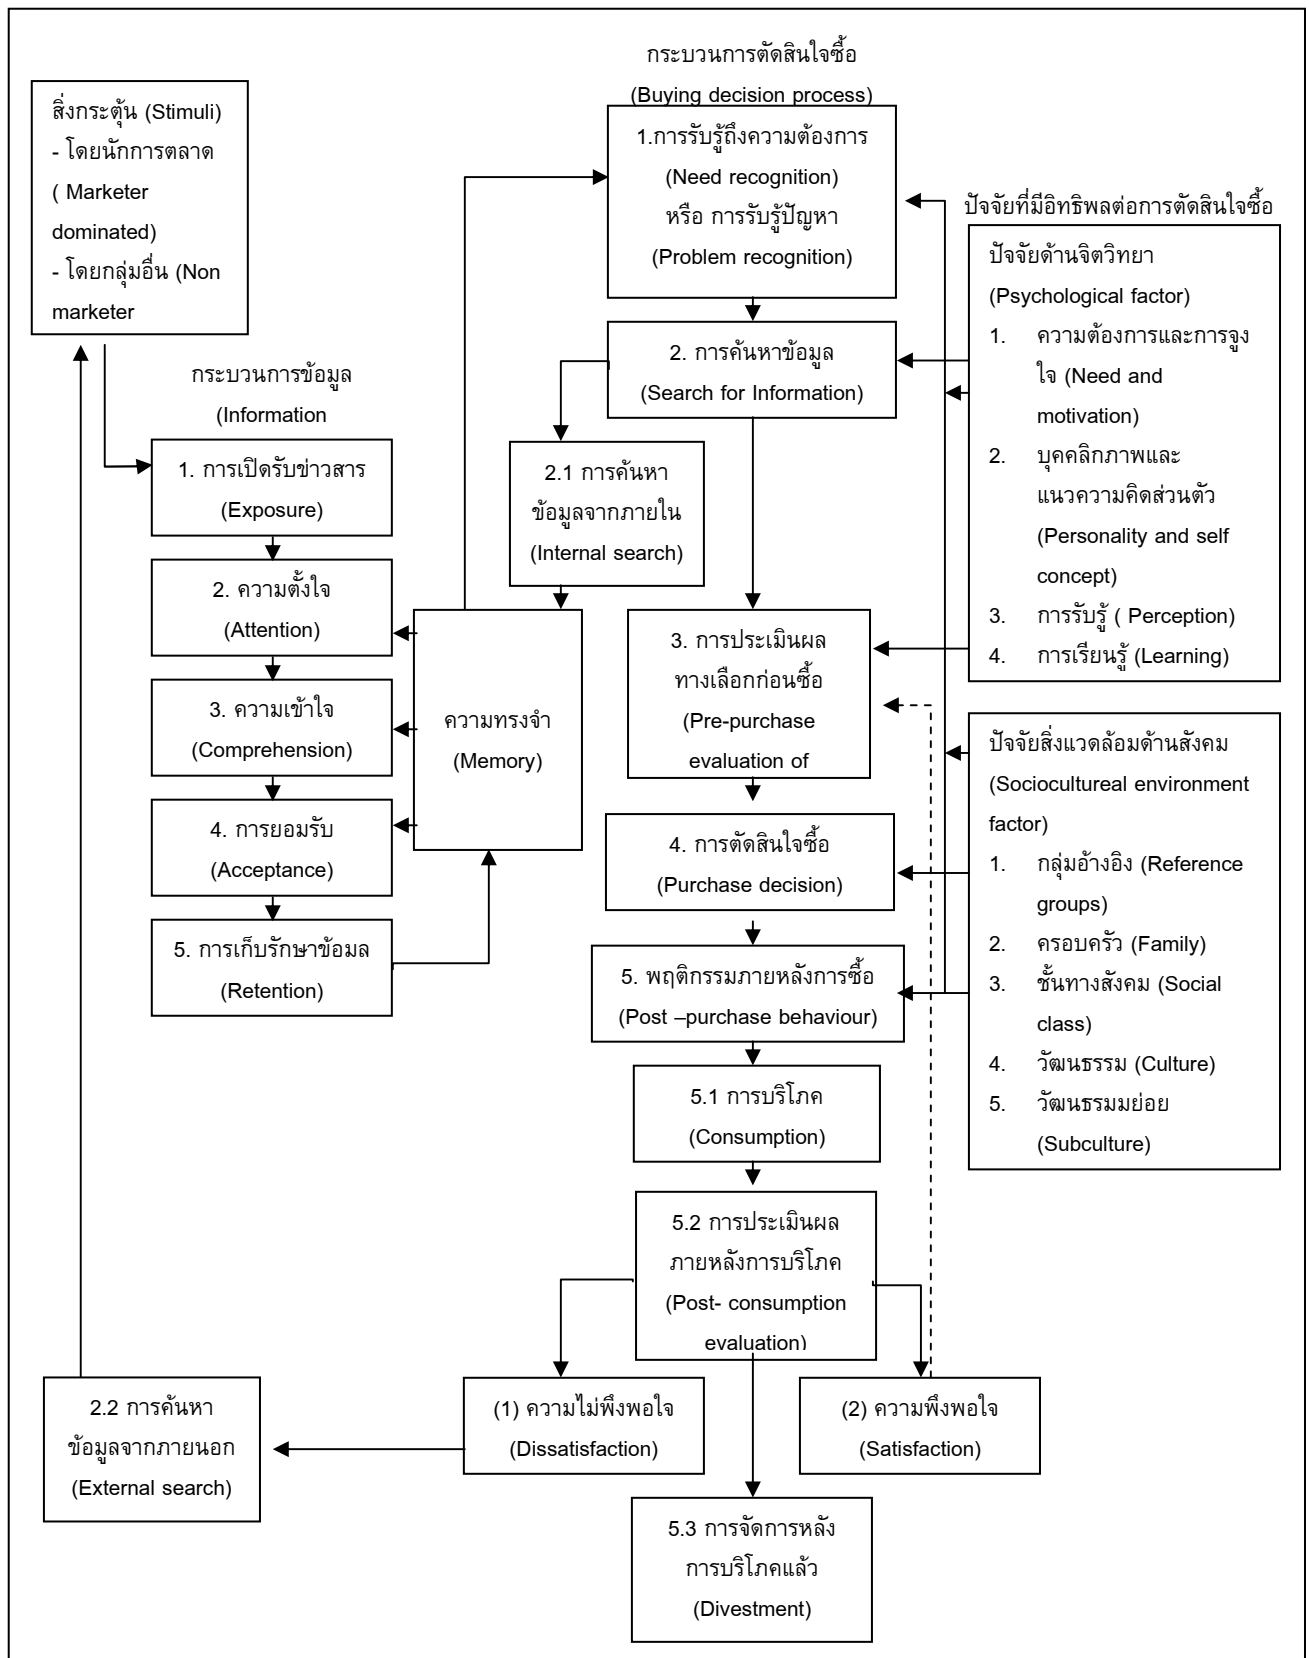 กระบวนการตัดสินใจซื้อ
(Buying decision process)
สิ่งกระตุ้น (Stimuli)
- โดยนักการตลาด
( Marketer
dominated)
- โดยกลุ่มอื่น (Non
marketer
1.การรับรู้ถึงความต้องการ
(Need recognition)
หรือ การรับรู้ปัญหา
(Problem recognition)
ปัจจัยที่มีอิทธิพลต่อการตัดสินใจซื้อ
ปัจจัยด้านจิตวิทยา
(Psychological factor)
1. ความต้องการและการจูง
ใจ (Need and
motivation)
2. บุคคลิกภาพและ
แนวความคิดส่วนตัว
(Personality and self
concept)
3. การรับรู้ ( Perception)
4. การเรียนรู้ (Learning)
2. การค้นหาข้อมูล
(Search for Information)
กระบวนการข้อมูล
(Information
1. การเปิดรับข่าวสาร
(Exposure)
2. ความตั้งใจ
(Attention)
3. ความเข้าใจ
(Comprehension)
4. การยอมรับ
(Acceptance)
5. การเก็บรักษาข้อมล
(Retention)
2.1 การค้นหา
ข้อมูลจากภายใน
(Internal search)
ความทรงจำ
(Memory)
3. การประเมินผล
ทางเลือกก่อนซื้อ
(Pre-purchase
evaluation of
4. การตัดสินใจซื้อ
(Purchase decision)
ปัจจัยสิ่งแวดล้อมด้านสังคม
(Sociocultureal environment
factor)
1. กลุ่มอ้างอิง (Reference
groups)
2. ครอบครัว (Family)
3. ชั้นทางสังคม (Social
class)
4. วัฒนธรรม (Culture)
5. วัฒนธรมมย่อย
(Subculture)
5. พฤติกรรมภายหลังการซื้อ
(Post –purchase behaviour)
5.1 การบริโภค
(Consumption)
5.2 การประเมินผล
ภายหลังการบริโภค
(Post- consumption
evaluation)
2.2 การค้นหา
ข้อมูลจากภายนอก
(External search)
(1) ความไม่พึงพอใจ
(Dissatisfaction)
(2) ความพึงพอใจ
(Satisfaction)
5.3 การจัดการหลัง
การบริโภคแล้ว
(Divestment)